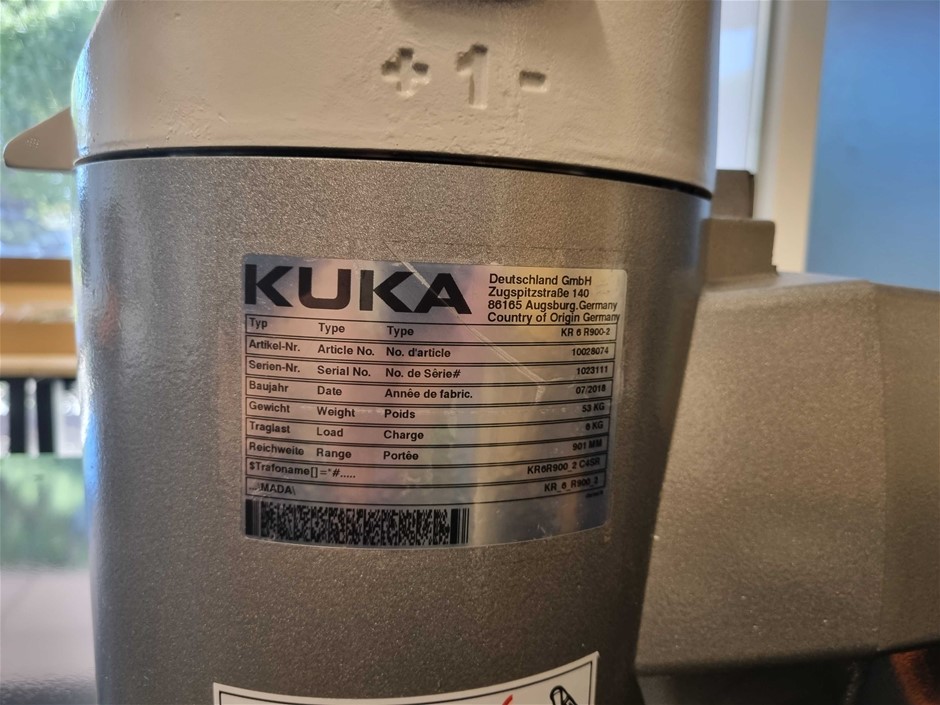 + 1 -
KUKA
Deutschland GmbH
Zugspitzstraße 140
86165 Augsburg.Germany
Country of Origin Germany
Typ Type Type KR 6 R900-2
Artikel-Nr. Article No. No. d'article 10028074
Serien-Nr. Serial No. No. de Série# 1023111
Baujahr Date Année de fabric. 07/2018
Gewicht Weight Poids 53 KG
Traglast Load Charge 6 KG
Reichweite Range Portée 901 MM
$Trafoname[]="#..... KR6R900_2 C4SR
...MADA\ KR_6_R900_2